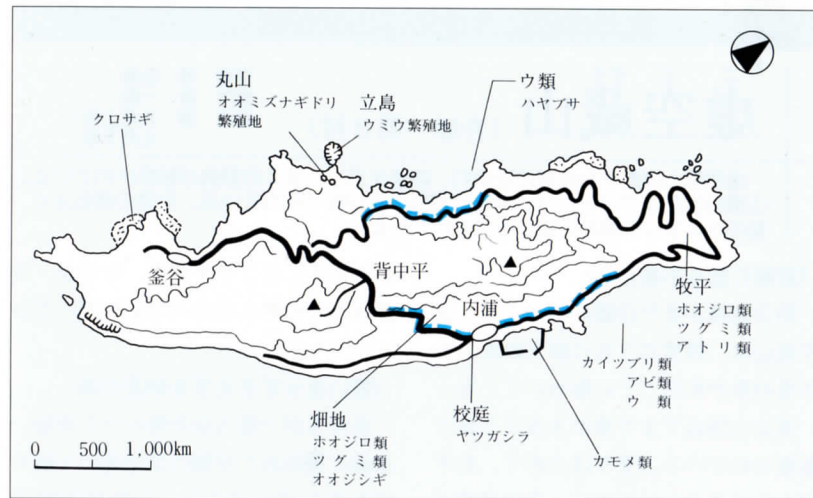 丸山
オオミズナギドリ
繁殖地
立島
ウミウ繁殖地
ウ類
ハヤブサ
クロサギ
釜谷
背中平
内浦
牧平
ホオジロ類
ツグミ類
アトリ類
カイツブリ類
アビ類
ウ類
畑地
ホオジロ類
ツグミ類
オオジシギ
校庭
ヤツガシラ
カモメ類
0 500 1,000km